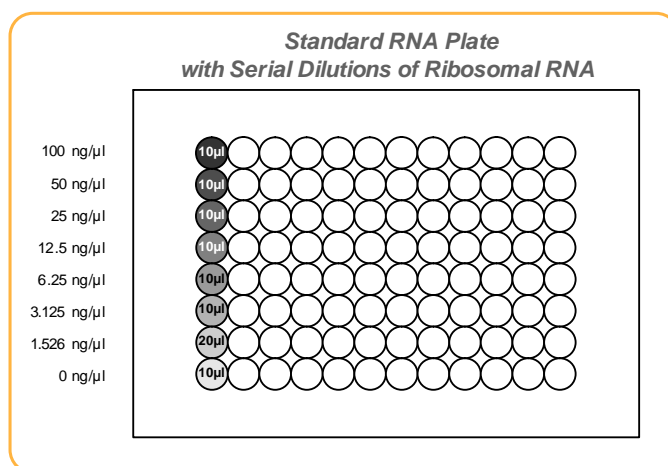 Standard RNA Plate
with Serial Dilutions of Ribosomal RNA
100 ng/µl 10µl
50 ng/µl 10µl
25 ng/µl 10µl
12.5 ng/µl 10µl
6.25 ng/µl 10µl
3.125 ng/µl 10µl
1.526 ng/µl 20µl
0 ng/µl 10µl